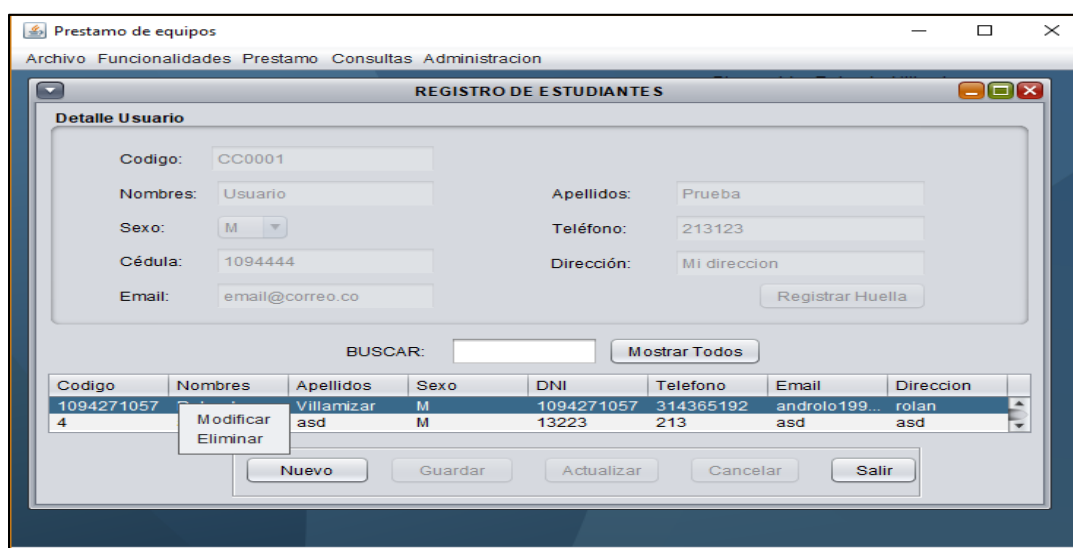 Prestamo de equipos
Archivo Funcionalidades Prestamo Consultas Administracion
REGISTRO DE ESTUDIANTES
Detalle Usuario
Codigo: CC0001
Nombres: Usuario Apellidos: Prueba
Sexo: M Teléfono: 213123
Cédula: 1094444 Dirección: Mi direccion
Email: email@correo.co Registrar Huella
BUSCAR: Mostrar Todos
Codigo Nombres Apellidos Sexo DNI Telefono Email Direccion
1094271057 Villamizar M 1094271057 314365192 androlo199... rolan
4 asd M 13223 213 asd asd
Modificar
Eliminar
Nuevo Guardar Actualizar Cancelar Salir